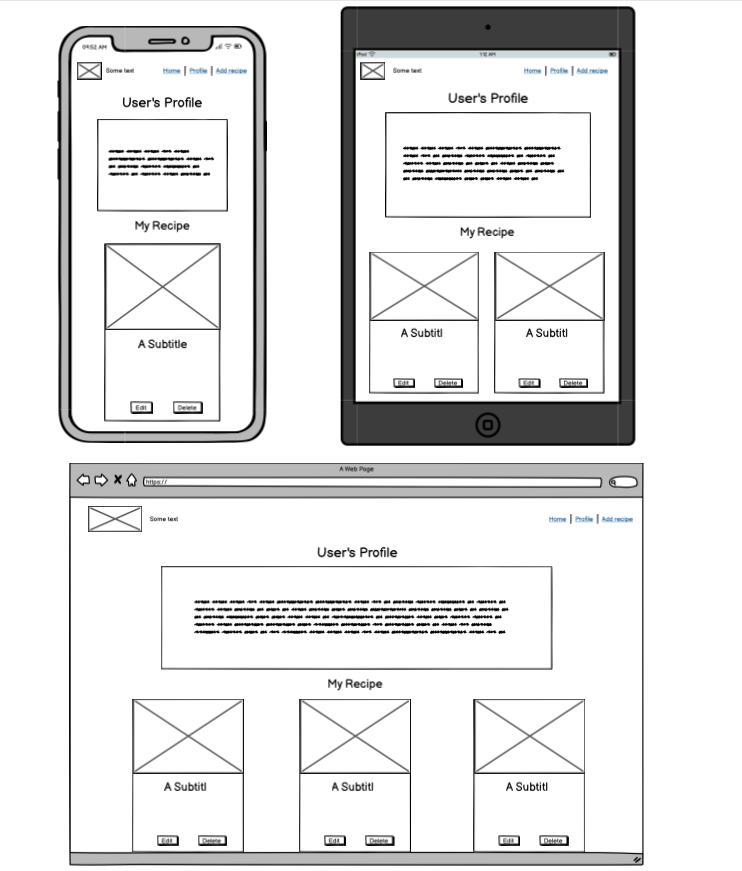 09:52 AM
Some text
Home | Profile | Add recipe
User's Profile
My Recipe
A Subtitle
Edit
Delete
iPod
1:12 AM
Some text
Home | Profile | Add recipe
User's Profile
My Recipe
A Subtitl
A Subtitl
Edit
Delete
Edit
Delete
A Web Page
https://
Some text
Home | Profile | Add recipe
User's Profile
My Recipe
A Subtitl
A Subtitl
A Subtitl
Edit
Delete
Edit
Delete
Edit
Delete